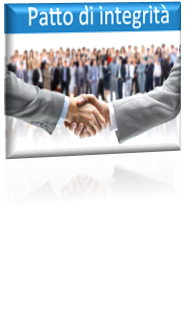 Patto di integrità